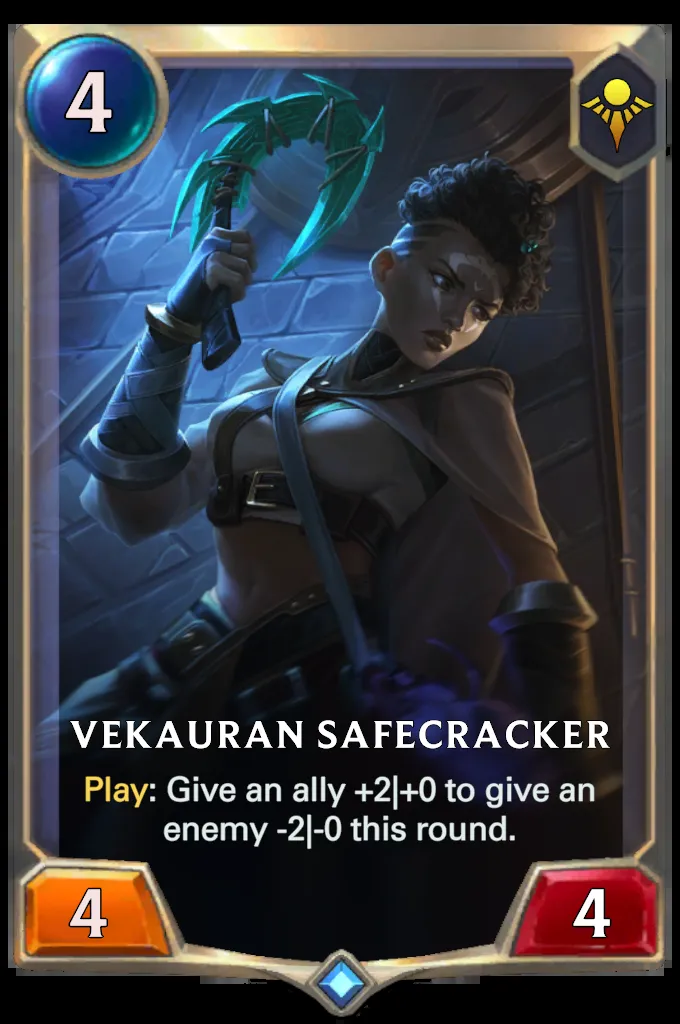 4
VEKAURAN SAFECRACKER
Play: Give an ally +2|+0 to give an
enemy -2|-0 this round.
4 4